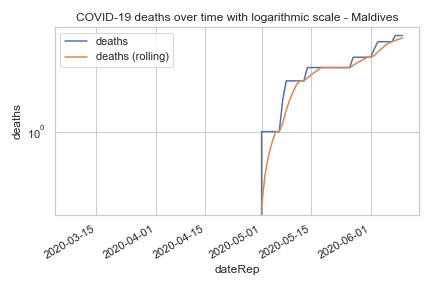 COVID-19 deaths over time with logarithmic scale - Maldives
deaths
deaths (rolling)
deaths
10⁰
2020-03-15
2020-04-01
2020-04-15
2020-05-01
2020-05-15
2020-06-01
dateRep